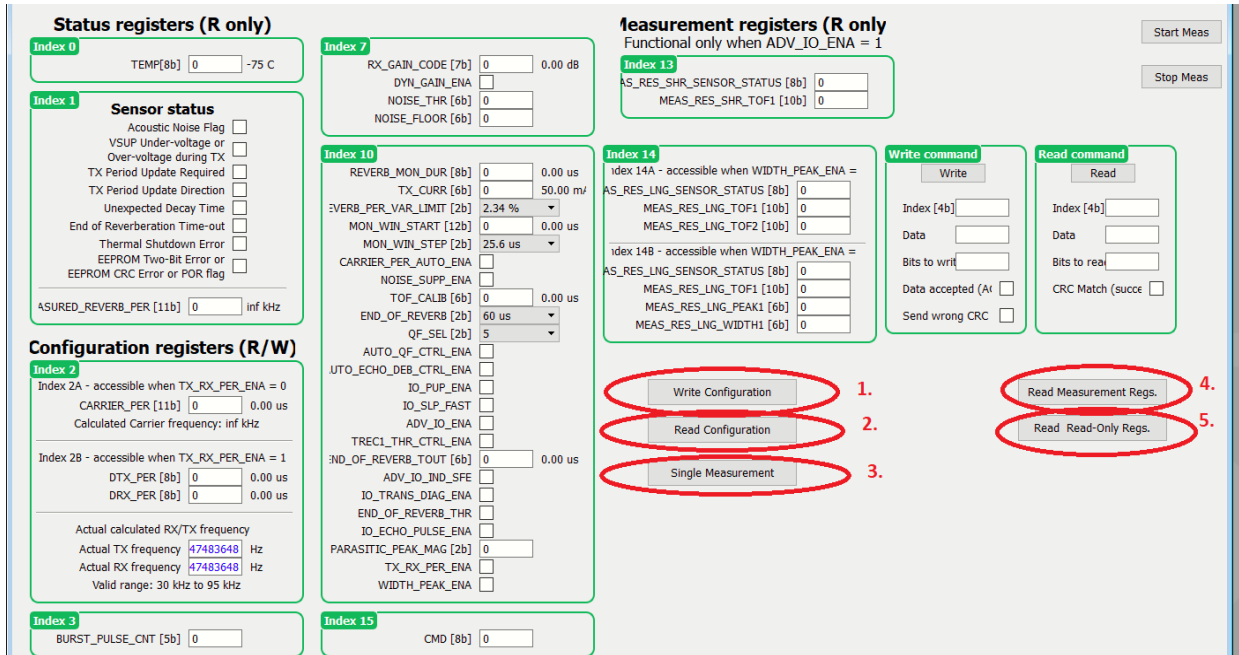 Status registers (R only)
Index 0
TEMP[8b] 0 -75 C
Index 1
Sensor status
Acoustic Noise Flag
VSUP Under-voltage or
Over-voltage during TX
TX Period Update Required
TX Period Update Direction
Unexpected Decay Time
End of Reverberation Time-out
Thermal Shutdown Error
EEPROM Two-Bit Error or
EEPROM CRC Error or POR flag
ASURED_REVERB_PER [11b] 0 inf kHz
Configuration registers (R/W)
Index 2
Index 2A - accessible when TX_RX_PER_ENA = 0
CARRIER_PER [11b] 0 0.00 us
Calculated Carrier frequency: inf kHz
Index 2B - accessible when TX_RX_PER_ENA = 1
DTX_PER [8b] 0 0.00 us
DRX_PER [8b] 0 0.00 us
Actual calculated RX/TX frequency
Actual TX frequency 47483648 Hz
Actual RX frequency 47483648 Hz
Valid range: 30 kHz to 95 kHz
Index 3
BURST_PULSE_CNT [5b] 0
Index 7
RX_GAIN_CODE [7b] 0 0.00 dB
DYN_GAIN_ENA
NOISE_THR [6b] 0
NOISE_FLOOR [6b] 0
Index 10
REVERB_MON_DUR [8b] 0 0.00 us
TX_CURR [6b] 0 50.00 m
EVERB_PER_VAR_LIMIT [2b] 2.34 %
MON_WIN_START [12b] 0 0.00 us
MON_WIN_STEP [2b] 25.6 us
CARRIER_PER_AUTO_ENA
NOISE_SUPP_ENA
TOF_CALIB [6b] 0 0.00 us
END_OF_REVERB [2b] 60 us
QF_SEL [2b] 5
AUTO_QF_CTRL_ENA
UTO_ECHO_DEB_CTRL_ENA
IO_PUP_ENA
IO_SLP_FAST
ADV_IO_ENA
TREC1_THR_CTRL_ENA
ND_OF_REVERB_TOUT [6b] 0 0.00 us
ADV_IO_IND_SFE
IO_TRANS_DIAG_ENA
END_OF_REVERB_THR
IO_ECHO_PULSE_ENA
PARASITIC_PEAK_MAG [2b] 0
TX_RX_PER_ENA
WIDTH_PEAK_ENA
Index 15
CMD [8b] 0
easurement registers (R only
Functional only when ADV_IO_ENA = 1
Index 13
AS_RES_SHR_SENSOR_STATUS [8b] 0
MEAS_RES_SHR_TOF1 [10b] 0
Start Meas
Stop Meas
Index 14
ndex 14A - accessible when WIDTH_PEAK_ENA =
AS_RES_LNG_SENSOR_STATUS [8b] 0
MEAS_RES_LNG_TOF1 [10b] 0
MEAS_RES_LNG_TOF2 [10b] 0
ndex 14B - accessible when WIDTH_PEAK_ENA =
AS_RES_LNG_SENSOR_STATUS [8b] 0
MEAS_RES_LNG_TOF1 [10b] 0
MEAS_RES_LNG_PEAK1 [6b] 0
MEAS_RES_LNG_WIDTH1 [6b] 0
Write command
Write
Index [4b]
Data
Bits to writ
Data accepted (A
Send wrong CRC
Read command
Read
Index [4b]
Data
Bits to rea
CRC Match (succe
Write Configuration 1.
Read Configuration 2.
Single Measurement 3.
Read Measurement Regs. 4.
Read Read-Only Regs. 5.